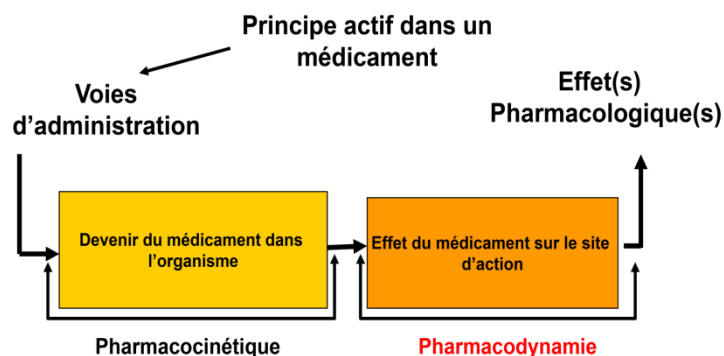 Principe actif dans un
médicament
Voies
d'administration
Effet(s)
Pharmacologique(s)
Devenir du médicament dans
l'organisme
Effet du médicament sur le site
d'action
Pharmacocinétique
Pharmacodynamie